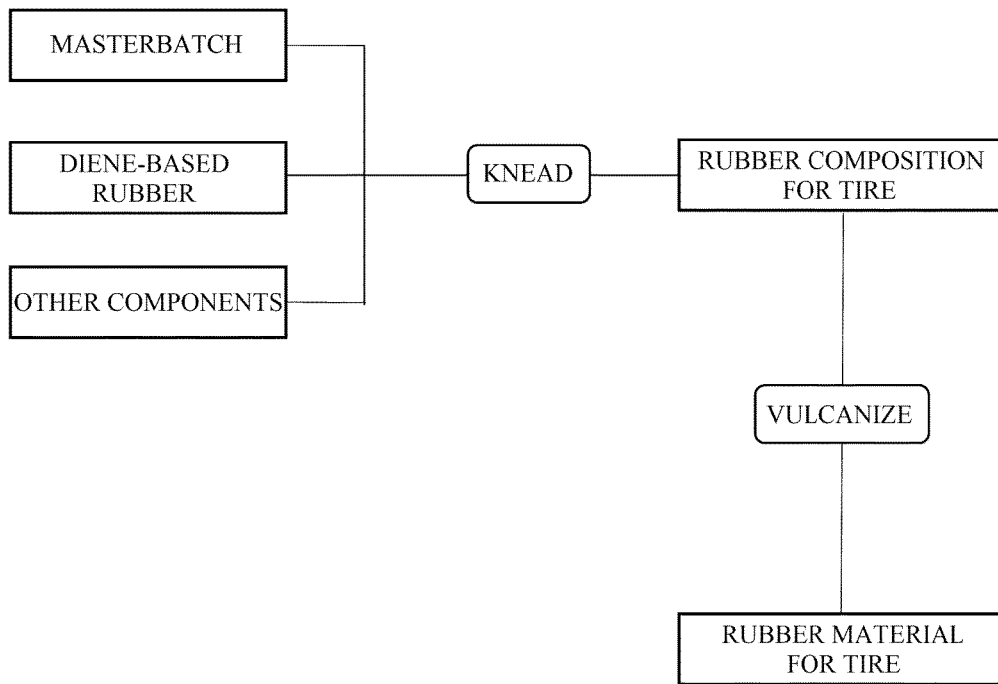 MASTERBATCH
DIENE-BASED
RUBBER
OTHER COMPONENTS
KNEAD
RUBBER COMPOSITION
FOR TIRE
VULCANIZE
RUBBER MATERIAL
FOR TIRE